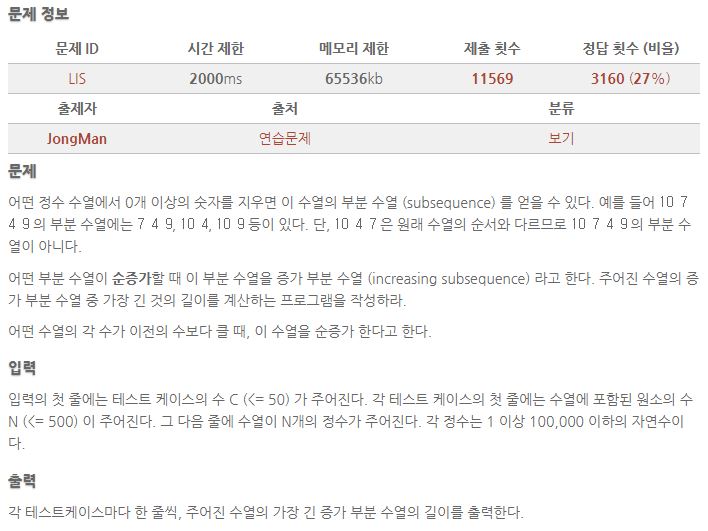 문제 정보
문제 ID 시간 제한 메모리 제한 제출 횟수 정답 횟수 (비율)
LIS 2000ms 65536kb 11569 3160 (27%)
출제자 출처 분류
JongMan 연습문제 보기
문제
어떤 정수 수열에서 0개 이상의 숫자를 지우면 이 수열의 부분 수열 (subsequence) 를 얻을 수 있다. 예를 들어 10 7
4 9 의 부분 수열에는 7 4 9, 10 4, 10 9 등이 있다. 단, 10 4 7 은 원래 수열의 순서와 다르므로 10 7 4 9 의 부분 수
열이 아니다.
어떤 부분 수열이 순증가할 때 이 부분 수열을 증가 부분 수열 (increasing subsequence) 라고 한다. 주어진 수열의 증
가 부분 수열 중 가장 긴 것의 길이를 계산하는 프로그램을 작성하라.
어떤 수열의 각 수가 이전의 수보다 클 때, 이 수열을 순증가 한다고 한다.
입력
입력의 첫 줄에는 테스트 케이스의 수 C (<= 50) 가 주어진다. 각 테스트 케이스의 첫 줄에는 수열에 포함된 원소의 수
N (<= 500) 이 주어진다. 그 다음 줄에 수열이 N개의 정수가 주어진다. 각 정수는 1 이상 100,000 이하의 자연수이
다.
출력
각 테스트케이스마다 한 줄씩, 주어진 수열의 가장 긴 증가 부분 수열의 길이를 출력한다.